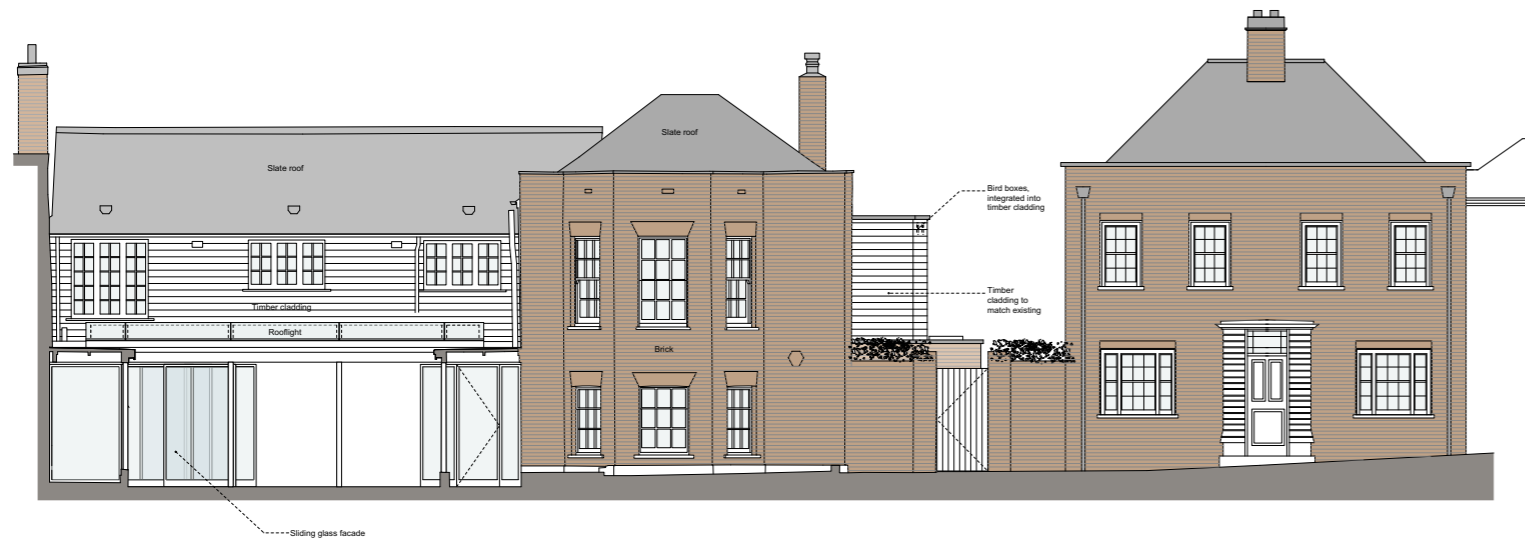 Slate roof
Slate roof
Bird boxes,
integrated into
timber cladding
Timber cladding
Timber
cladding to
match existing
Rooflight
Brick
Sliding glass facade